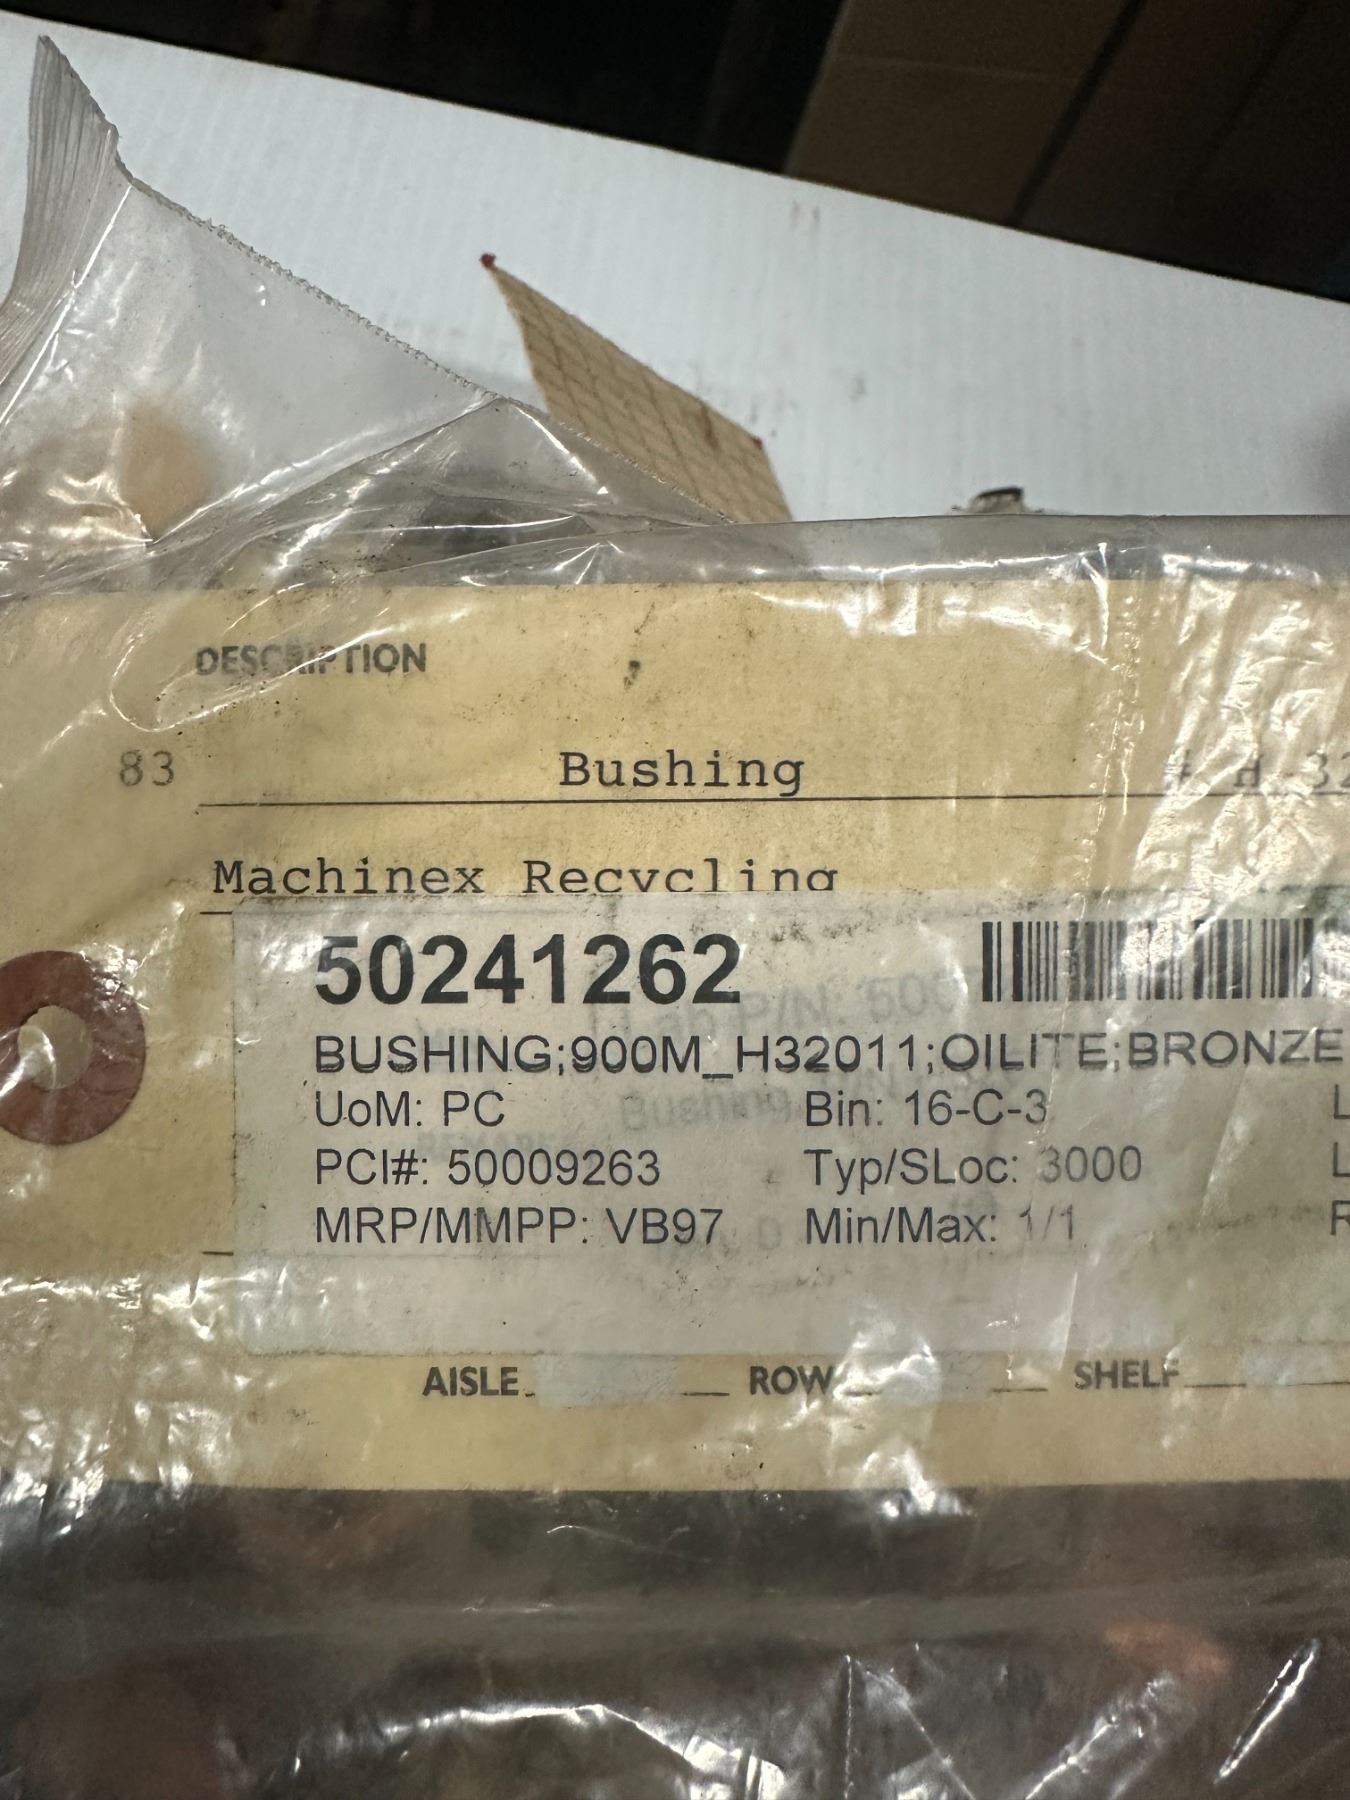 DESCRIPTION
83 Bushing # H 32
Machinex Recycling
50241262
BUSHING;900M_H32011;OILITE;BRONZE
UoM: PC Bin: 16-C-3 L
PCI#: 50009263 Typ/SLoc: 3000 L
MRP/MMPP: VB97 Min/Max: 1/1 R
AISLE ROW SHELF